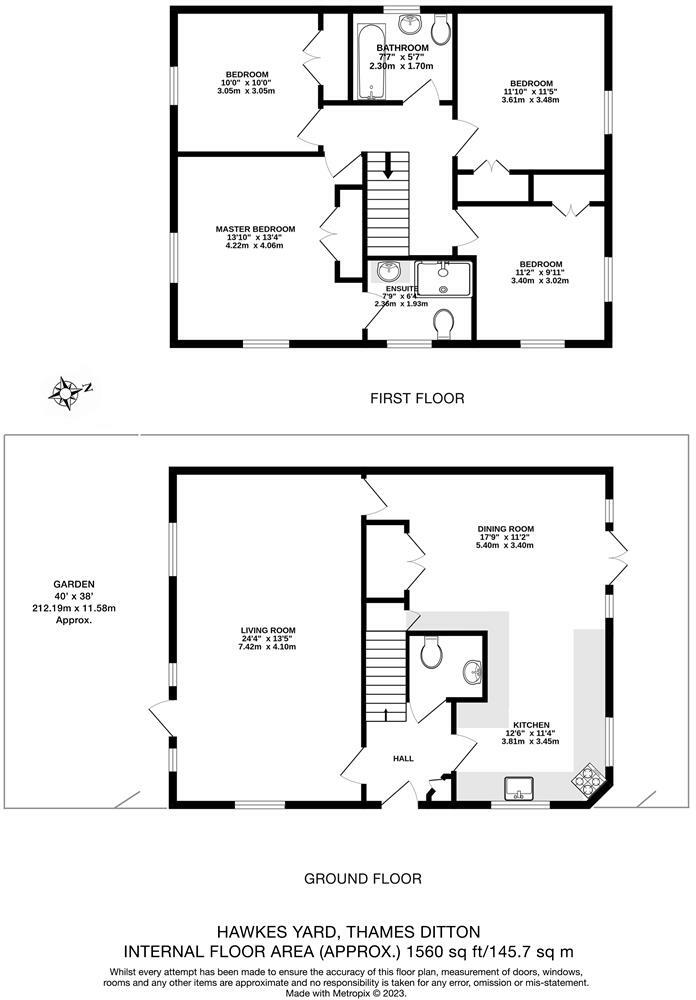 BEDROOM
10'0" x 10'0"
3.05m x 3.05m
BATHROOM
7'7" x 5'7"
2.30m x 1.70m
BEDROOM
11'10" x 11'5"
3.61m x 3.48m
MASTER BEDROOM
13'10" x 13'4"
4.22m x 4.06m
ENSUITE
7'9" x 6'4"
2.36m x 1.93m
BEDROOM
11'2" x 9'11"
3.40m x 3.02m
N
FIRST FLOOR
GARDEN
40' x 38'
212.19m x 11.58m
Approx.
LIVING ROOM
24'4" x 13'5"
7.42m x 4.10m
DINING ROOM
17'9" x 11'2"
5.40m x 3.40m
KITCHEN
12'6" x 11'4"
3.81m x 3.45m
HALL
GROUND FLOOR
HAWKES YARD, THAMES DITTON
INTERNAL FLOOR AREA (APPROX.) 1560 sq ft/145.7 sq m
Whilst every attempt has been made to ensure the accuracy of this floor plan, measurement of doors, windows,
rooms and any other items are approximate and no responsibility is taken for any error, omission or mis-statement.
Made with Metropix © 2023.